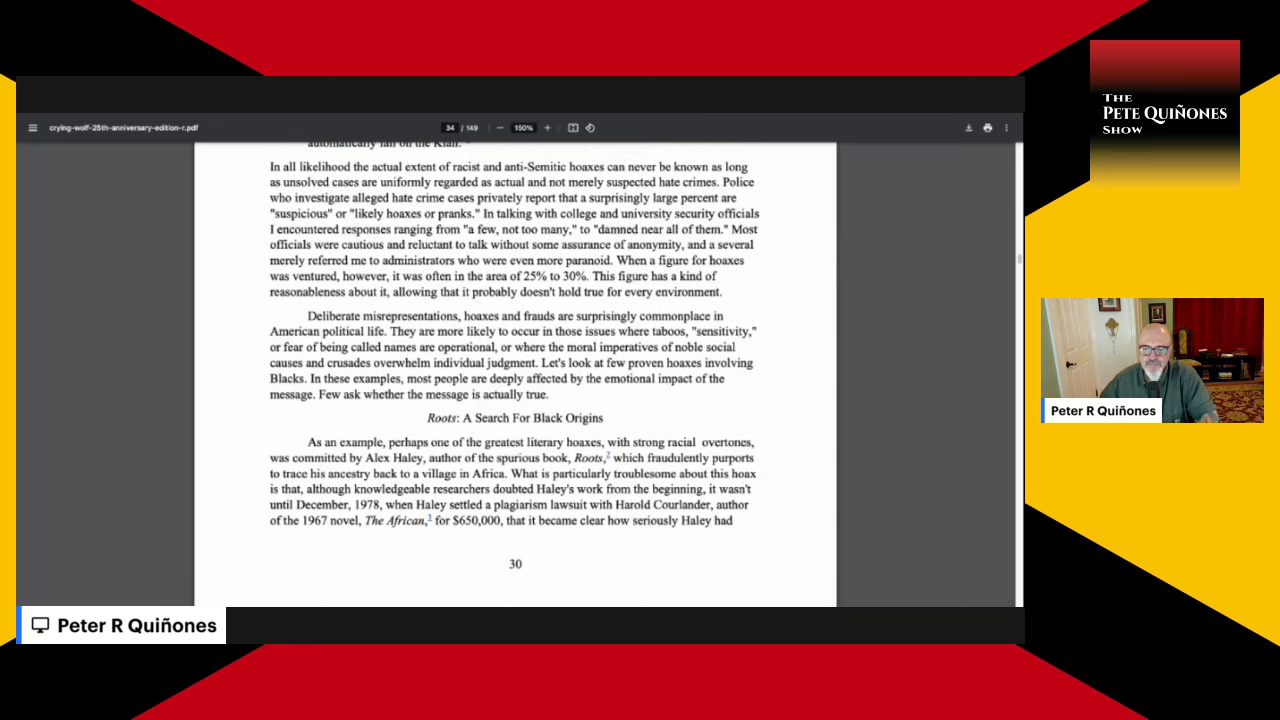 THE
PETE QUIÑONES
SHOW
crying-wolf-25th-anniversary-edition-r.pdf
34 / 149
150%
automatically fall on the Klan."
In all likelihood the actual extent of racist and anti-Semitic hoaxes can never be known as long
as unsolved cases are uniformly regarded as actual and not merely suspected hate crimes. Police
who investigate alleged hate crime cases privately report that a surprisingly large percent are
"suspicious" or "likely hoaxes or pranks." In talking with college and university security officials
I encountered responses ranging from "a few, not too many," to "damned near all of them." Most
officials were cautious and reluctant to talk without some assurance of anonymity, and a several
merely referred me to administrators who were even more paranoid. When a figure for hoaxes
was ventured, however, it was often in the area of 25% to 30%. This figure has a kind of
reasonableness about it, allowing that it probably doesn't hold true for every environment.
Deliberate misrepresentations, hoaxes and frauds are surprisingly commonplace in
American political life. They are more likely to occur in those issues where taboos, "sensitivity,"
or fear of being called names are operational, or where the moral imperatives of noble social
causes and crusades overwhelm individual judgment. Let's look at few proven hoaxes involving
Blacks. In these examples, most people are deeply affected by the emotional impact of the
message. Few ask whether the message is actually true.
Roots: A Search For Black Origins
As an example, perhaps one of the greatest literary hoaxes, with strong racial overtones,
was committed by Alex Haley, author of the spurious book, Roots,2 which fraudulently purports
to trace his ancestry back to a village in Africa. What is particularly troublesome about this hoax
is that, although knowledgeable researchers doubted Haley's work from the beginning, it wasn't
until December, 1978, when Haley settled a plagiarism lawsuit with Harold Courlander, author
of the 1967 novel, The African,3 for $650,000, that it became clear how seriously Haley had
30
Peter R Quiñones
Peter R Quiñones